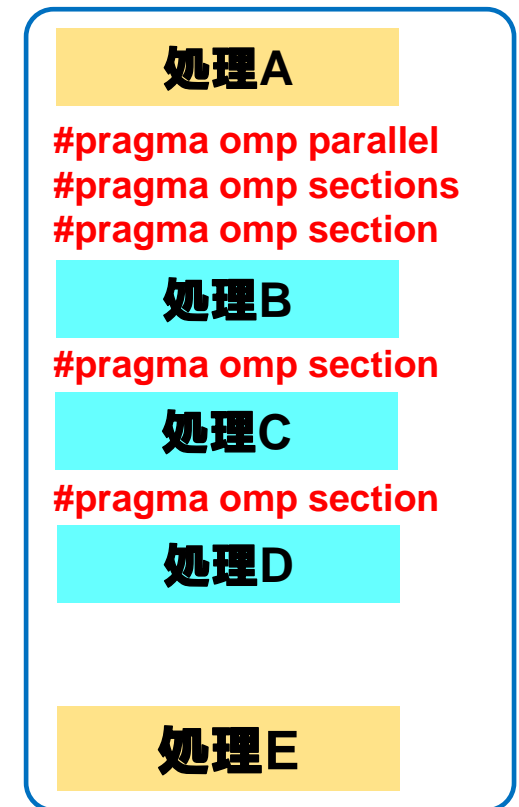 処理A
#pragma omp parallel
#pragma omp sections
#pragma omp section
処理B
#pragma omp section
処理C
#pragma omp section
処理D
処理E